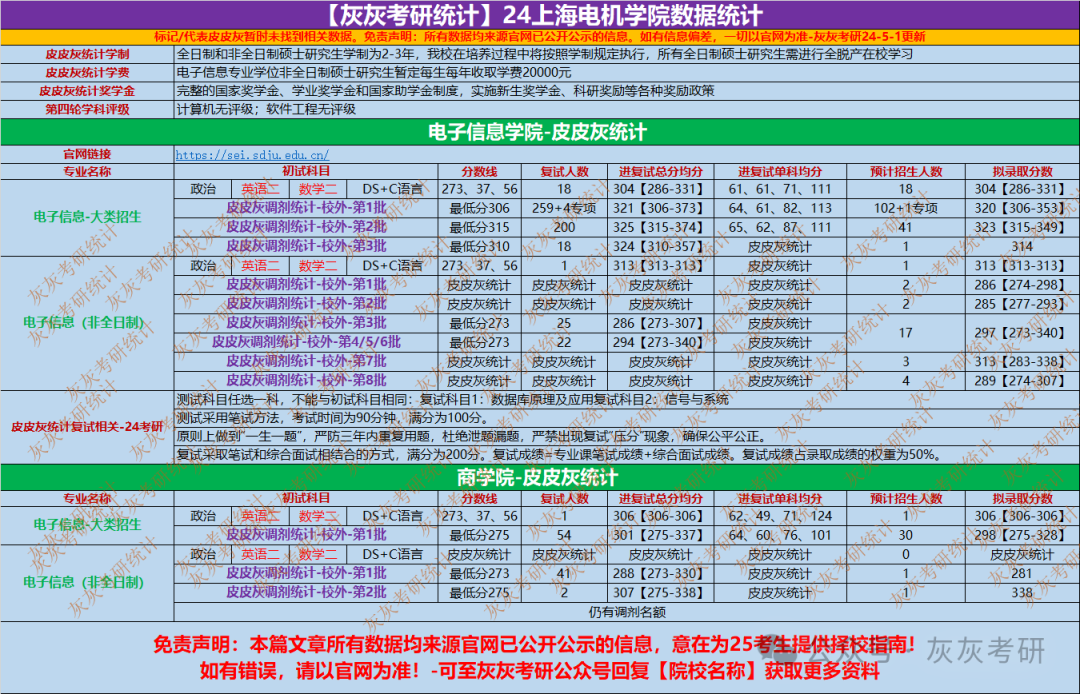 【灰灰考研统计】24上海电机学院数据统计
标记/代表皮皮灰暂时未找到相关数据。免责声明：所有数据均来源官网已公开公示的信息。如有信息偏差，一切以官网为准-灰灰考研24-5-1更新
皮皮灰统计学制 全日制和非全日制硕士研究生学制为2-3年，我校在培养过程中将按照学制规定执行，所有全日制硕士研究生需进行全脱产在校学习
皮皮灰统计学费 电子信息专业学位非全日制硕士研究生暂定每生每年收取学费20000元
皮皮灰统计奖学金 完整的国家奖学金、学业奖学金和国家助学金制度，实施新生奖学金、科研奖励等各种奖励政策
第四轮学科评级 计算机无评级；软件工程无评级
电子信息学院-皮皮灰统计
官网链接 https://sei.sdju.edu.cn/
专业名称 初试科目 分数线 复试人数 进复试总分均分 进复试单科均分 预计招生人数 拟录取分数
电子信息-大类招生 政治 英语二 数学二 DS+C语言 273、37、56 18 304【286-331】 61、61、71、111 18 304【286-331】
皮皮灰调剂统计-校外-第1批 最低分306 259+4专项 321【306-373】 64、61、82、113 102+1专项 320【306-353】
皮皮灰调剂统计-校外-第2批 最低分315 200 325【315-374】 65、62、87、111 41 323【315-349】
皮皮灰调剂统计-校外-第3批 最低分310 18 324【310-357】 皮皮灰统计 1 314
电子信息（非全日制） 政治 英语二 数学二 DS+C语言 273、37、56 1 313【313-313】 皮皮灰统计 1 313【313-313】
皮皮灰调剂统计-校外-第1批 皮皮灰统计 皮皮灰统计 皮皮灰统计 皮皮灰统计 2 286【274-298】
皮皮灰调剂统计-校外-第2批 皮皮灰统计 皮皮灰统计 皮皮灰统计 皮皮灰统计 2 285【277-293】
皮皮灰调剂统计-校外-第3批 最低分273 25 286【273-307】 皮皮灰统计 17 297【273-340】
皮皮灰调剂统计-校外-第4/5/6批 最低分273 22 294【273-340】 皮皮灰统计
皮皮灰调剂统计-校外-第7批 皮皮灰统计 皮皮灰统计 皮皮灰统计 皮皮灰统计 3 313【283-338】
皮皮灰调剂统计-校外-第8批 皮皮灰统计 皮皮灰统计 皮皮灰统计 皮皮灰统计 4 289【274-307】
皮皮灰统计复试相关-24考研 测试科目任选一科，不能与初试科目相同：复试科目1：数据库原理及应用复试科目2：信号与系统
测试采用笔试方法，考试时间为90分钟，满分为100分。
原则上做到“一生一题”，严防三年内重复用题，杜绝泄题漏题，严禁出现复试“压分”现象，确保公平公正。
复试采取笔试和综合面试相结合的方式，满分为200分。复试成绩=专业课笔试成绩+综合面试成绩。复试成绩占录取成绩的权重为50%。
商学院-皮皮灰统计
专业名称 初试科目 分数线 复试人数 进复试总分均分 进复试单科均分 预计招生人数 拟录取分数
电子信息-大类招生 政治 英语二 数学二 DS+C语言 273、37、56 1 306【306-306】 62、49、71、124 1 306【306-306】
皮皮灰调剂统计-校外-第1批 最低分275 54 301【275-337】 64、60、76、101 30 298【275-328】
电子信息（非全日制） 政治 英语二 数学二 DS+C语言 皮皮灰统计 皮皮灰统计 皮皮灰统计 皮皮灰统计 0 皮皮灰统计
皮皮灰调剂统计-校外-第1批 最低分273 41 288【273-330】 皮皮灰统计 1 281
皮皮灰调剂统计-校外-第2批 最低分275 2 307【275-338】 皮皮灰统计 1 338
仍有调剂名额
免责声明：本篇文章所有数据均来源官网已公开公示的信息，意在为25考生提供择校指南！
如有错误，请以官网为准！-可至灰灰考研公众号回复【院校名称】获取更多资料
公众号 · 灰灰考研